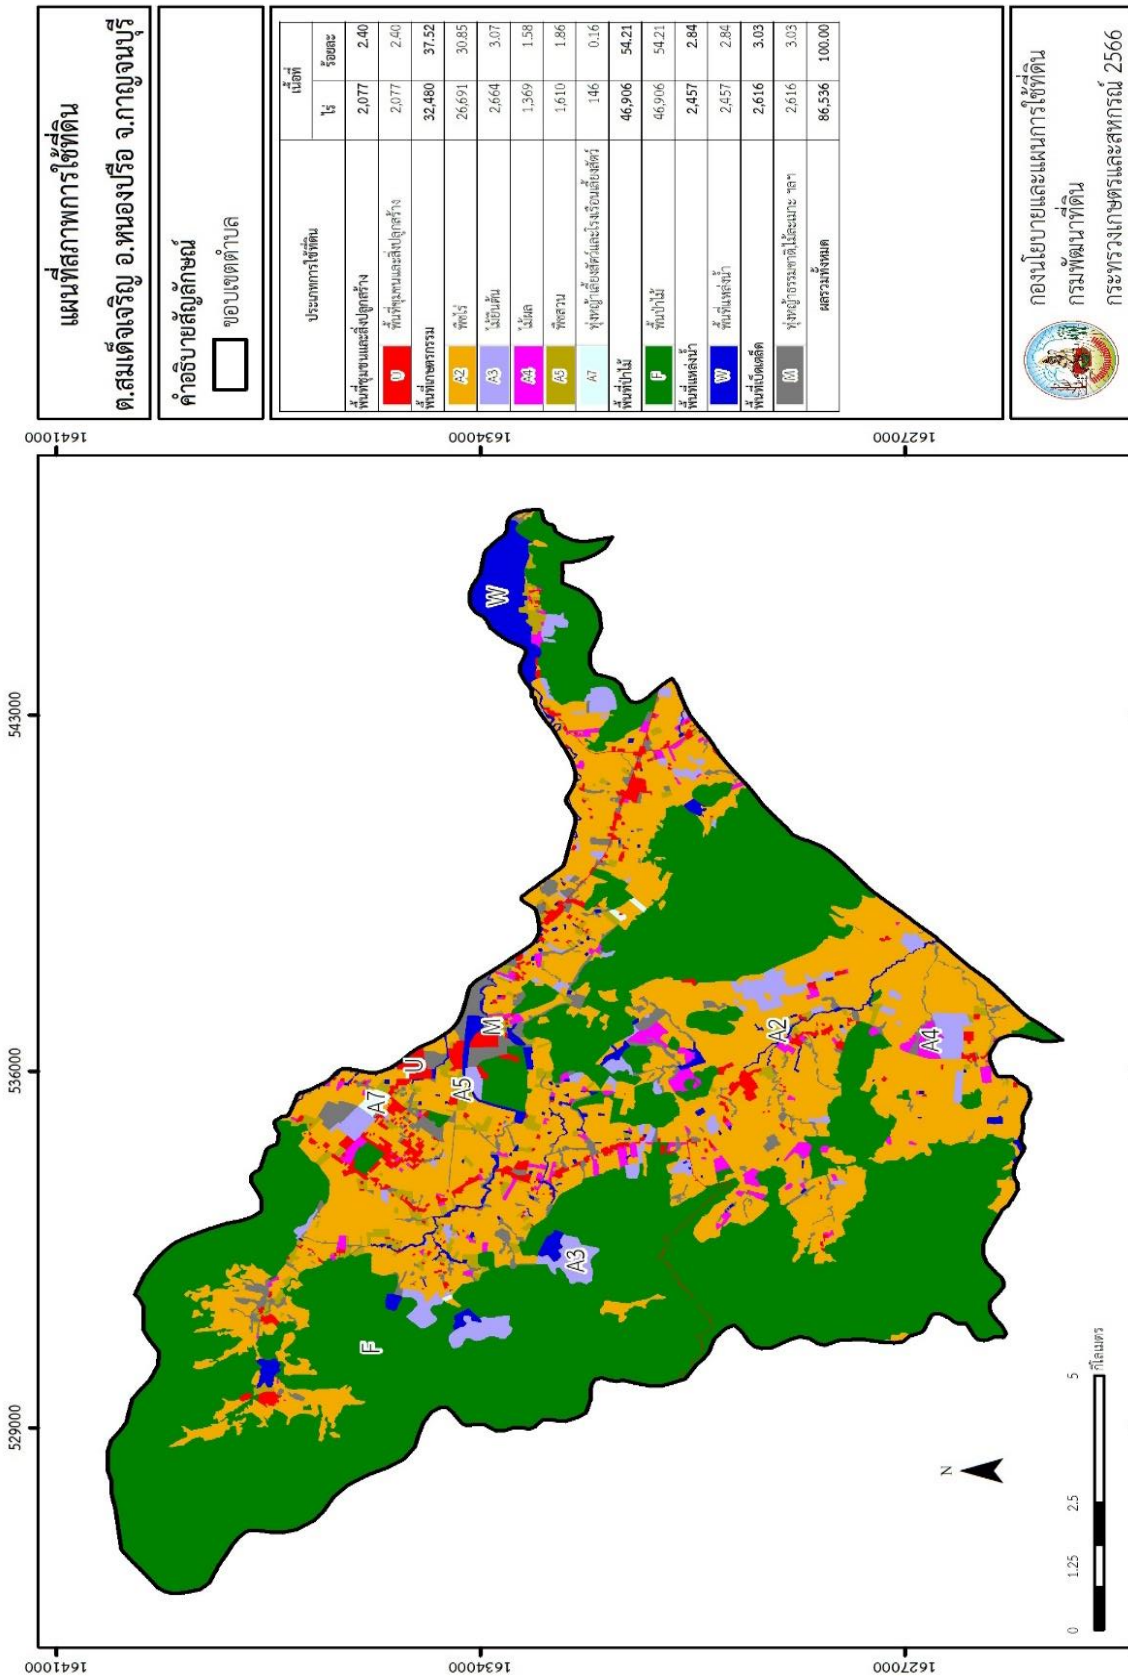 แผนที่สภาพการใช้ที่ดิน
ต.สมเด็จเจริญ อ.หนองปรือ จ.กาญจนบุรี
คำอธิบายสัญลักษณ์
ขอบเขตตำบล
ประเภทการใช้ที่ดิน เนื้อที่
ไร่ ร้อยละ
พื้นที่ชุมชนและสิ่งปลูกสร้าง 2,077 2.40
U พื้นที่ชุมชนและสิ่งปลูกสร้าง 2,077 2.40
พื้นที่เกษตรกรรม 32,480 37.52
A2 พืชไร่ 26,691 30.85
A3 ไม้ยืนต้น 2,664 3.07
A4 ไม้ผล 1,369 1.58
A5 พืชสวน 1,610 1.86
A7 ทุ่งหญ้าเลี้ยงสัตว์และโรงเรือนเลี้ยงสัตว์ 146 0.16
พื้นที่ป่าไม้ 46,906 54.21
F พื้นที่ป่าไม้ 46,906 54.21
พื้นที่แหล่งน้ำ 2,457 2.84
W พื้นที่แหล่งน้ำ 2,457 2.84
พื้นที่เบ็ดเตล็ด 2,616 3.03
M ทุ่งหญ้าธรรมชาติ,ไม้ละเมาะ ฯลฯ 2,616 3.03
ผลรวมทั้งหมด 86,536 100.00
กองนโยบายและแผนการใช้ที่ดิน
กรมพัฒนาที่ดิน
กระทรวงเกษตรและสหกรณ์ 2566
529000 536000 543000
1641000 1641000
1634000 1634000
1627000 1627000
F
A7
U
A5
M
W
A3
A2
A4
N
0 1.25 2.5 5
กิโลเมตร